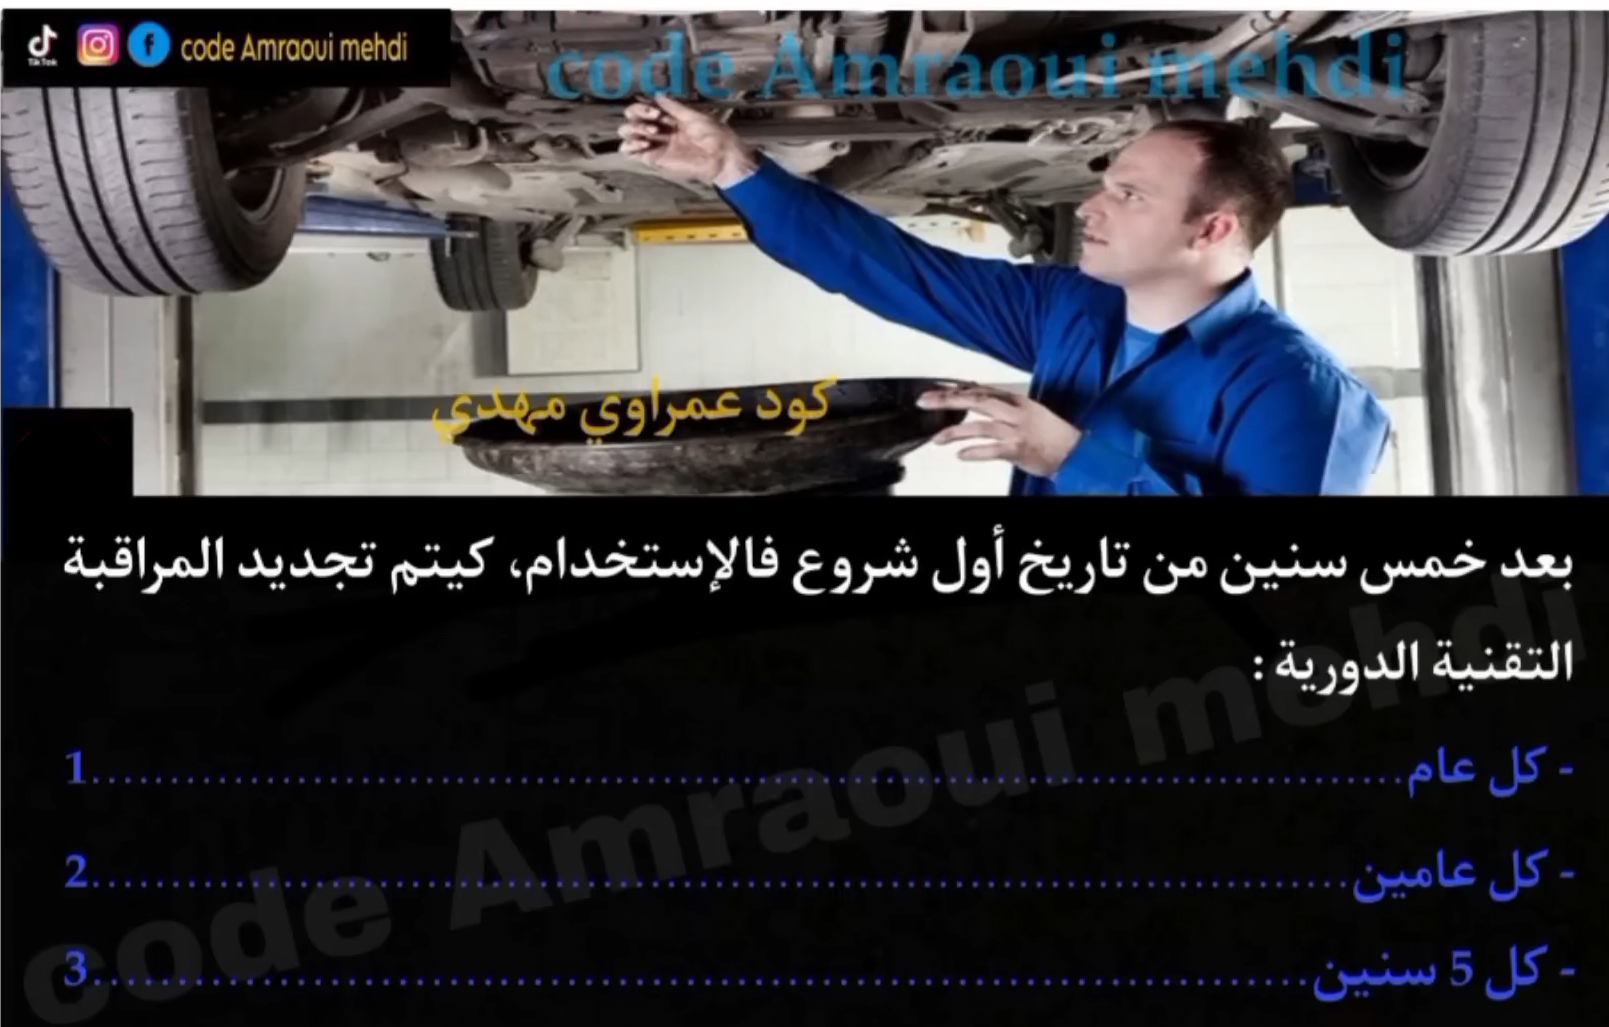 TikTok
code Amraoui mehdi
code Amraoui mehdi
كود عمراوي مهدي
بعد خمس سنين من تاريخ أول شروع فالإستخدام، كيتم تجديد المراقبة
التقنية الدورية :
- كل عام....................1
- كل عامين....................2
- كل 5 سنين....................3
code Amraoui mehdi